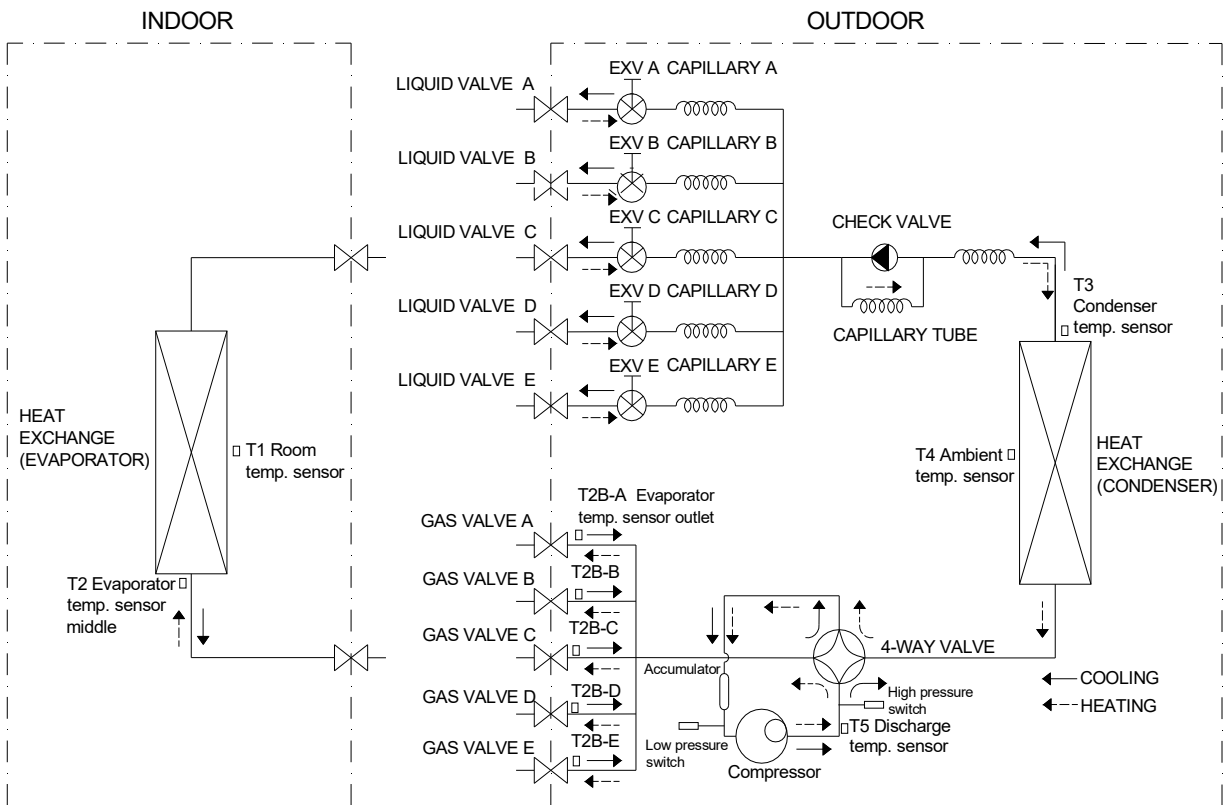 INDOOR
OUTDOOR
EXV A CAPILLARY A
LIQUID VALVE A
EXV B CAPILLARY B
LIQUID VALVE B
EXV C CAPILLARY C
LIQUID VALVE C
CHECK VALVE
EXV D CAPILLARY D
LIQUID VALVE D
T3
Condenser
temp. sensor
CAPILLARY TUBE
EXV E CAPILLARY E
LIQUID VALVE E
HEAT
EXCHANGE
(EVAPORATOR)
T1 Room
temp. sensor
T4 Ambient
temp. sensor
HEAT
EXCHANGE
(CONDENSER)
T2B-A Evaporator
temp. sensor outlet
GAS VALVE A
T2 Evaporator
temp. sensor
middle
GAS VALVE B
T2B-B
GAS VALVE C
T2B-C
4-WAY VALVE
Accumulator
COOLING
HEATING
GAS VALVE D
T2B-D
High pressure
switch
T5 Discharge
temp. sensor
GAS VALVE E
T2B-E
Low pressure
switch
Compressor